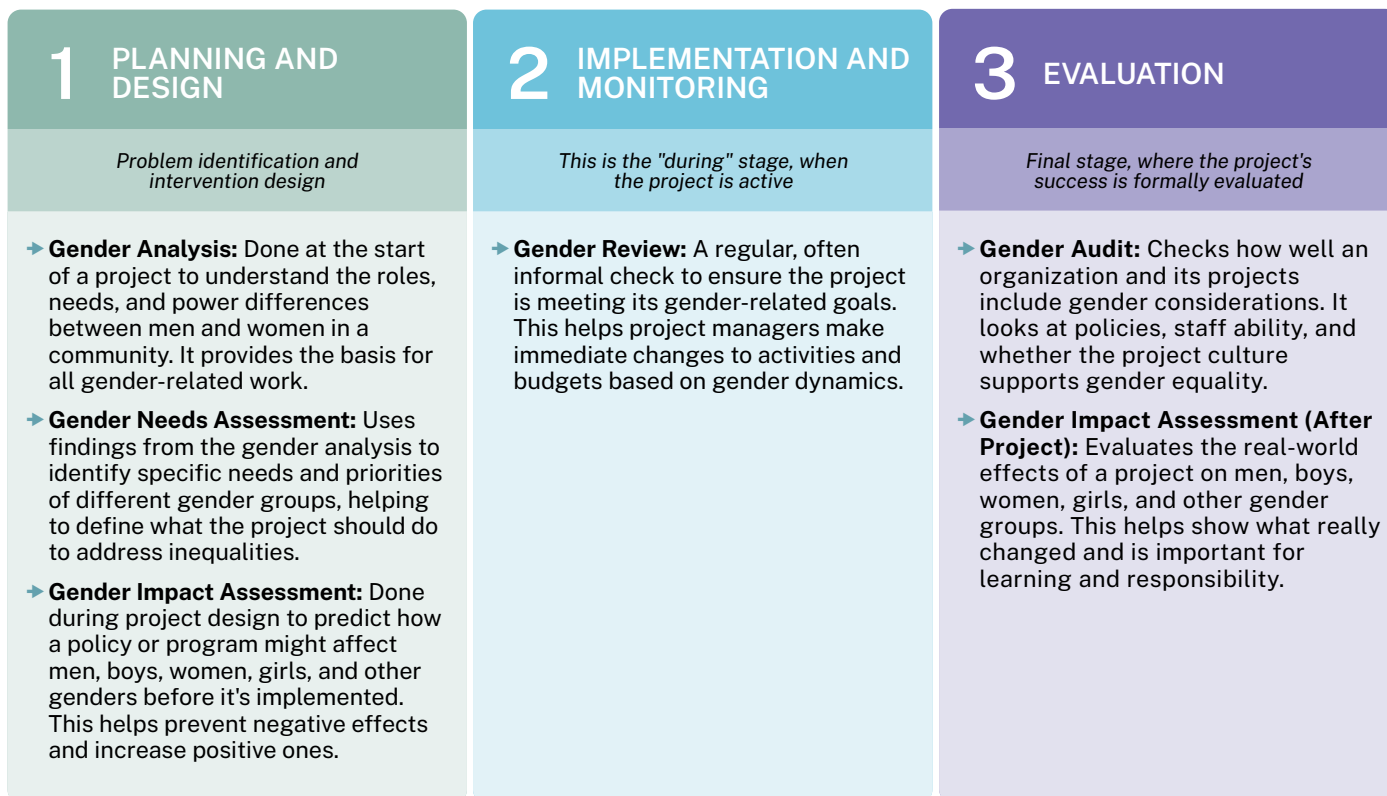 1 PLANNING AND
DESIGN
Problem identification and
intervention design
Gender Analysis: Done at the start
of a project to understand the roles,
needs, and power differences
between men and women in a
community. It provides the basis for
all gender-related work.
Gender Needs Assessment: Uses
findings from the gender analysis to
identify specific needs and priorities
of different gender groups, helping
to define what the project should do
to address inequalities.
Gender Impact Assessment: Done
during project design to predict how
a policy or program might affect
men, boys, women, girls, and other
genders before it's implemented.
This helps prevent negative effects
and increase positive ones.
2 IMPLEMENTATION AND
MONITORING
This is the "during" stage, when
the project is active
Gender Review: A regular, often
informal check to ensure the project
is meeting its gender-related goals.
This helps project managers make
immediate changes to activities and
budgets based on gender dynamics.
3 EVALUATION
Final stage, where the project's
success is formally evaluated
Gender Audit: Checks how well an
organization and its projects
include gender considerations. It
looks at policies, staff ability, and
whether the project culture
supports gender equality.
Gender Impact Assessment (After
Project): Evaluates the real-world
effects of a project on men, boys,
women, girls, and other gender
groups. This helps show what really
changed and is important for
learning and responsibility.